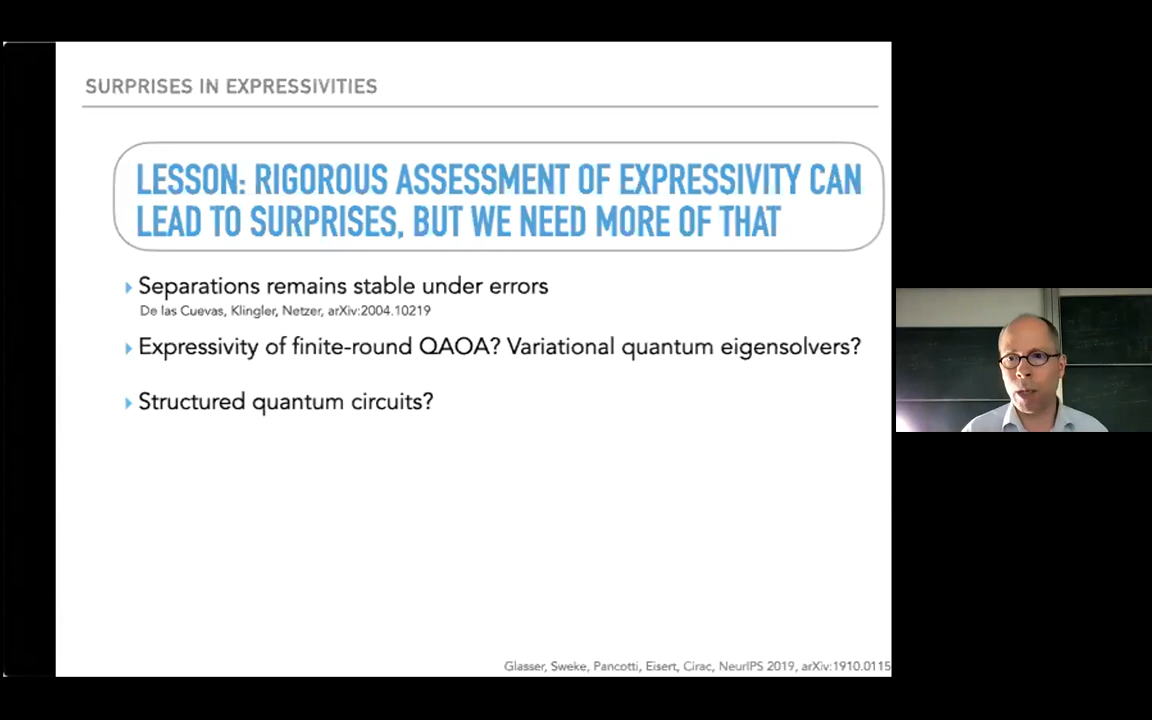 SURPRISES IN EXPRESSIVITIES
LESSON: RIGOROUS ASSESSMENT OF EXPRESSIVITY CAN
LEAD TO SURPRISES, BUT WE NEED MORE OF THAT
Separations remains stable under errors
De las Cuevas, Klingler, Netzer, arXiv:2004.10219
Expressivity of finite-round QAOA? Variational quantum eigensolvers?
Structured quantum circuits?
Glasser, Sweke, Pancotti, Eisert, Cirac, NeurIPS 2019, arXiv:1910.0115